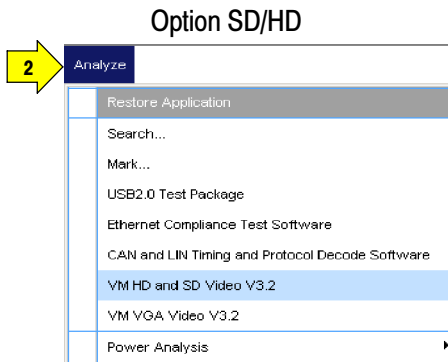 Option SD/HD
2
Analyze
Restore Application
Search...
Mark...
USB2.0 Test Package
Ethernet Compliance Test Software
CAN and LIN Timing and Protocol Decode Software
VM HD and SD Video V3.2
VM VGA Video V3.2
Power Analysis